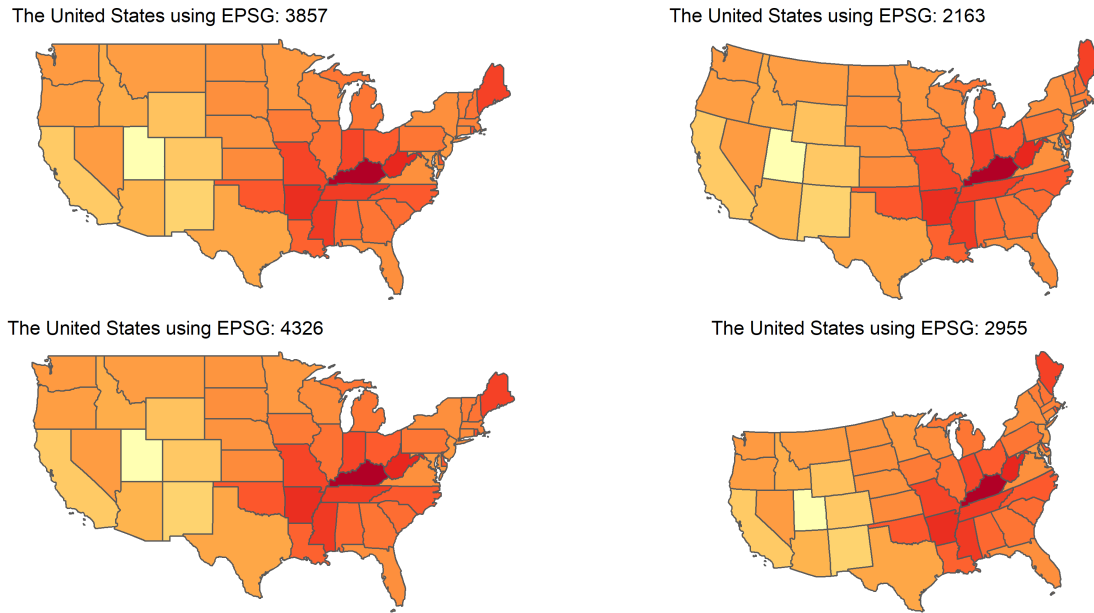 The United States using EPSG: 3857
The United States using EPSG: 2163
The United States using EPSG: 4326
The United States using EPSG: 2955